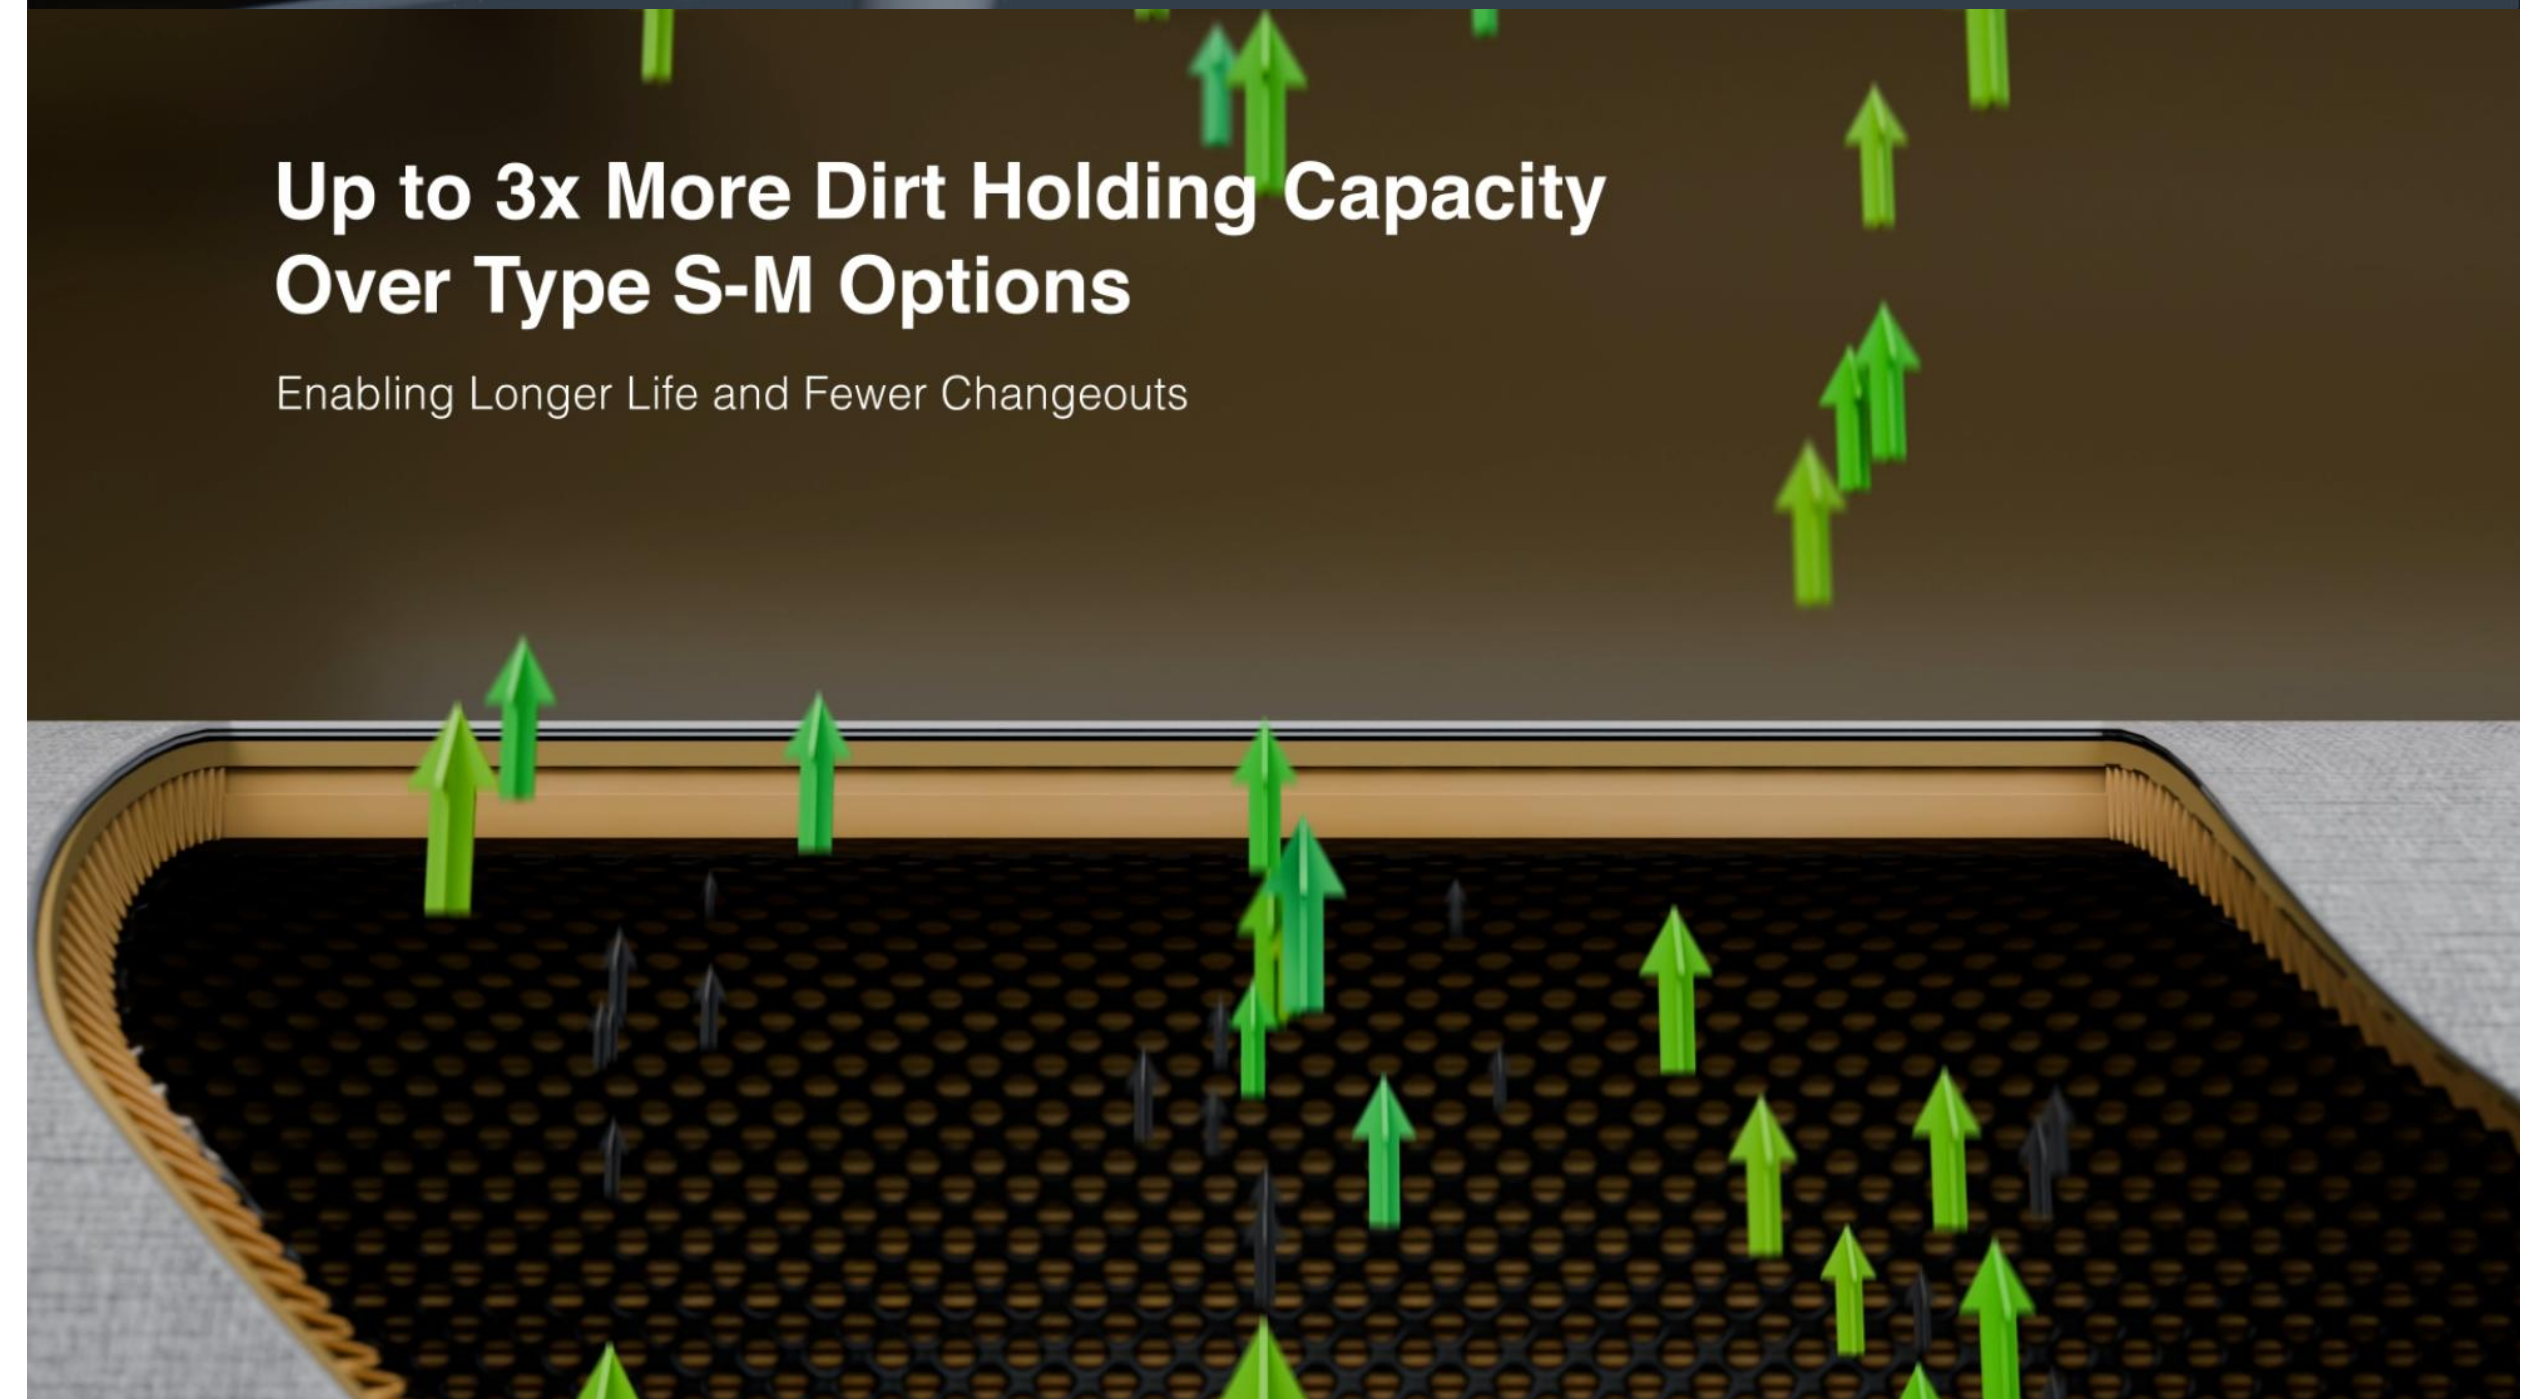 Up to 3x More Dirt Holding Capacity
Over Type S-M Options
Enabling Longer Life and Fewer Changeouts